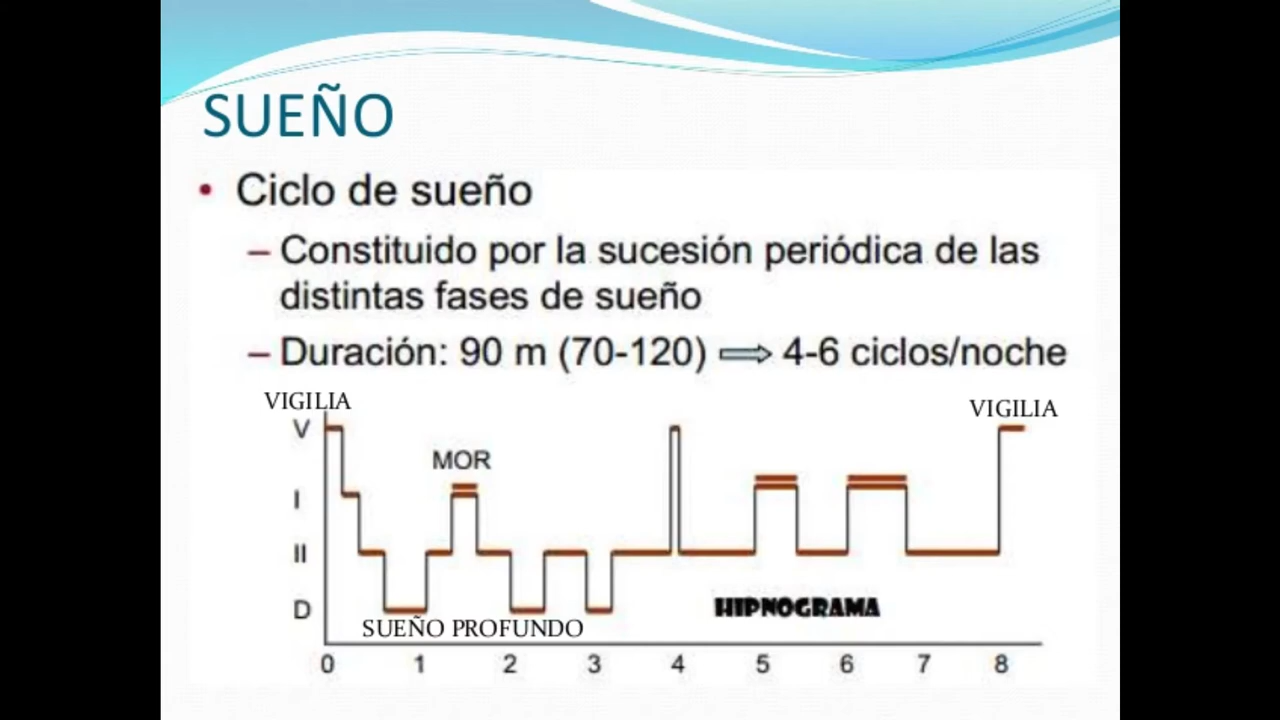 SUEÑO
• Ciclo de sueño
– Constituido por la sucesión periódica de las
distintas fases de sueño
– Duración: 90 m (70-120) ⟹ 4-6 ciclos/noche
VIGILIA
VIGILIA
V
MOR
I
II
D
HIPNOGRAMA
SUEÑO PROFUNDO
0 1 2 3 4 5 6 7 8